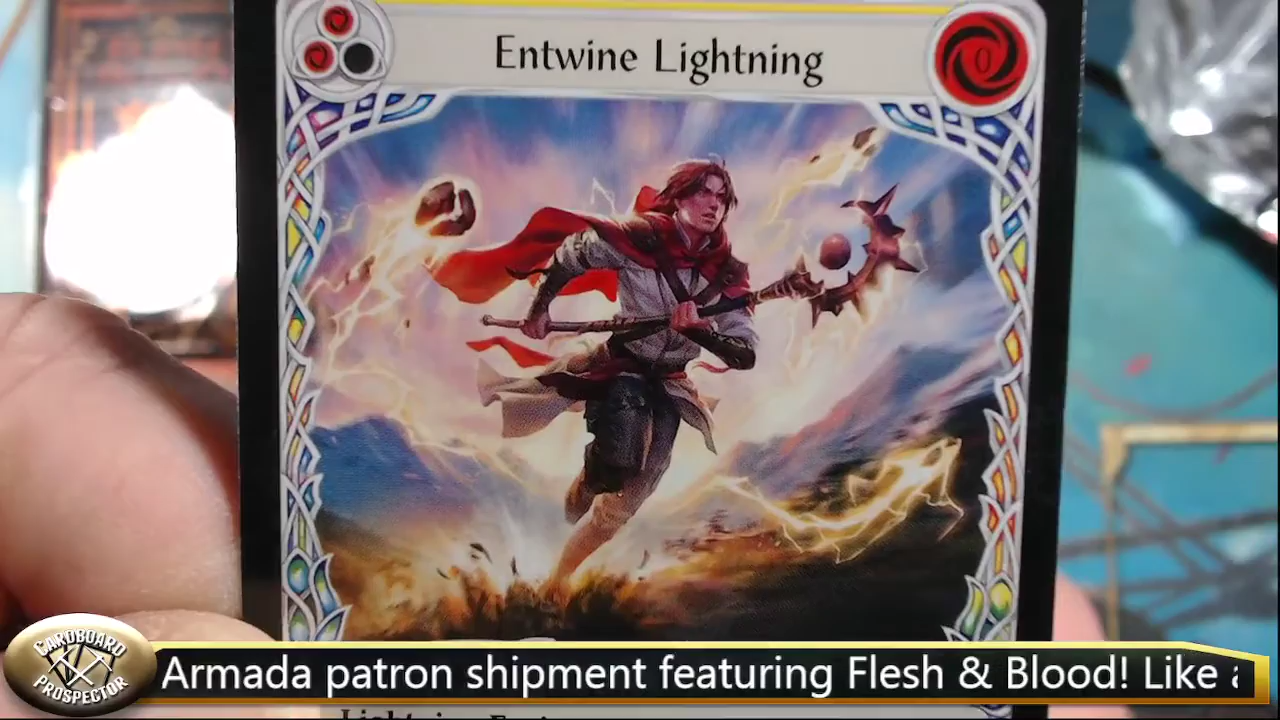 Entwine Lightning
0
CARDBOARD
PROSPECTOR
Armada patron shipment featuring Flesh & Blood! Like